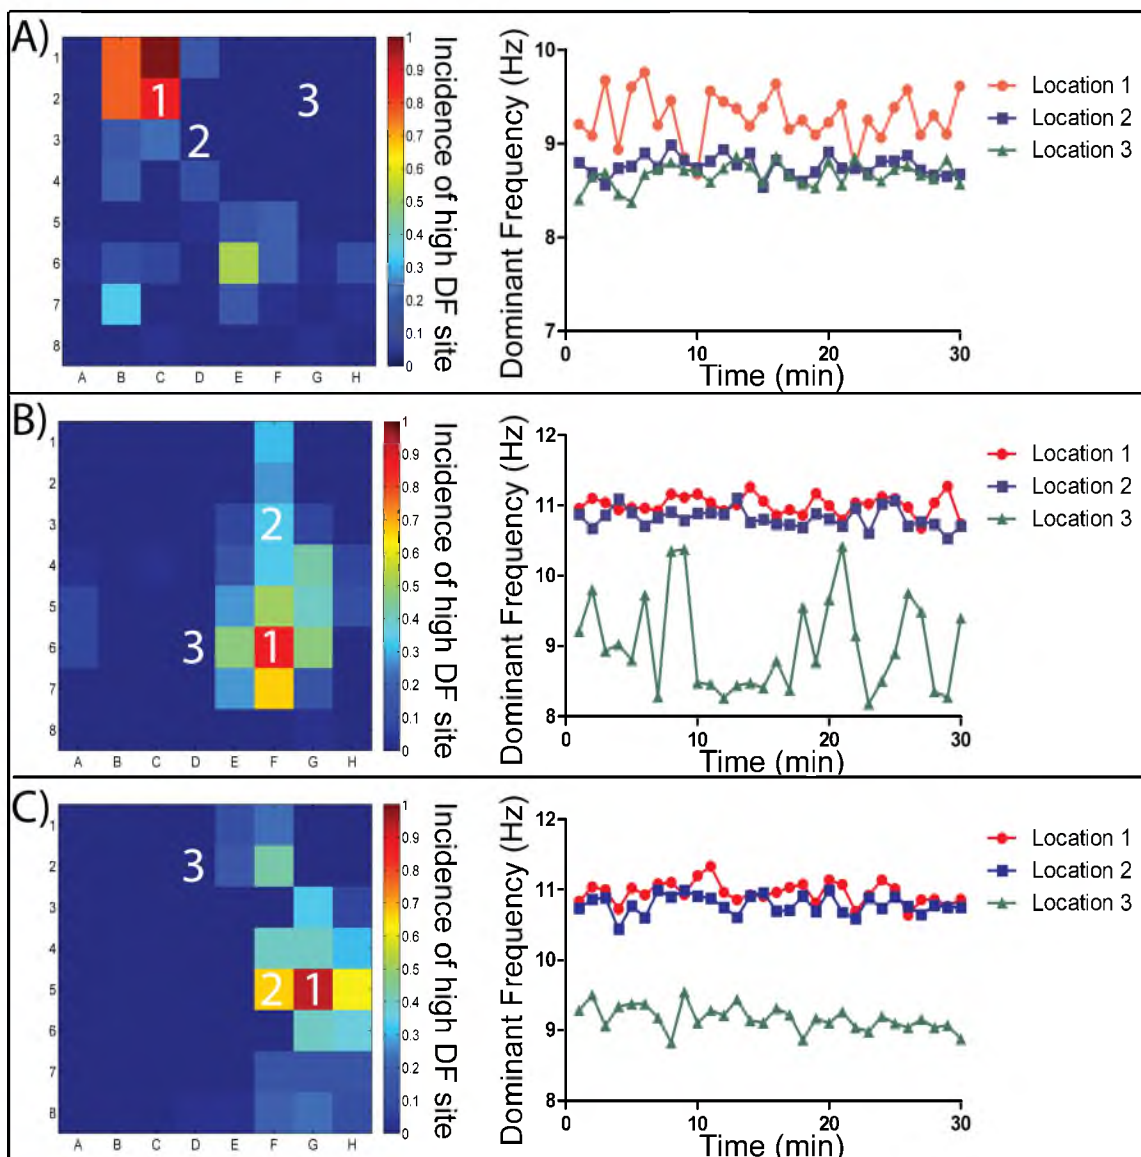 A)
1
2
3
4
5
6
7
8
A B C D E F G H
1
2
3
1
0.9
0.8
0.7
0.6
0.5
0.4
0.3
0.2
0.1
0
Incidence of high DF site
Dominant Frequency (Hz)
10
9
8
7
0 10 20 30
Time (min)
Location 1
Location 2
Location 3
B)
1
2
3
4
5
6
7
8
A B C D E F G H
2
3 1
1
0.9
0.8
0.7
0.6
0.5
0.4
0.3
0.2
0.1
0
Incidence of high DF site
Dominant Frequency (Hz)
12
11
10
9
8
0 10 20 30
Time (min)
Location 1
Location 2
Location 3
C)
1
2
3
4
5
6
7
8
A B C D E F G H
3
2 1
1
0.9
0.8
0.7
0.6
0.5
0.4
0.3
0.2
0.1
0
Incidence of high DF site
Dominant Frequency (Hz)
12
11
10
9
8
0 10 20 30
Time (min)
Location 1
Location 2
Location 3